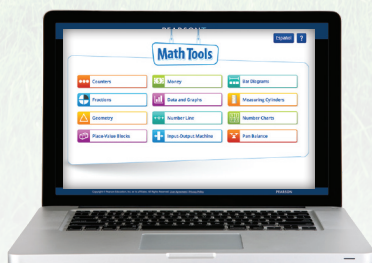 PEARSON
Español ?
Math Tools
Counters
Money
Bar Diagrams
Fractions
Data and Graphs
Measuring Cylinders
Geometry
Number Line
Number Charts
Place-Value Blocks
Input-Output Machine
Pan Balance
PEARSON